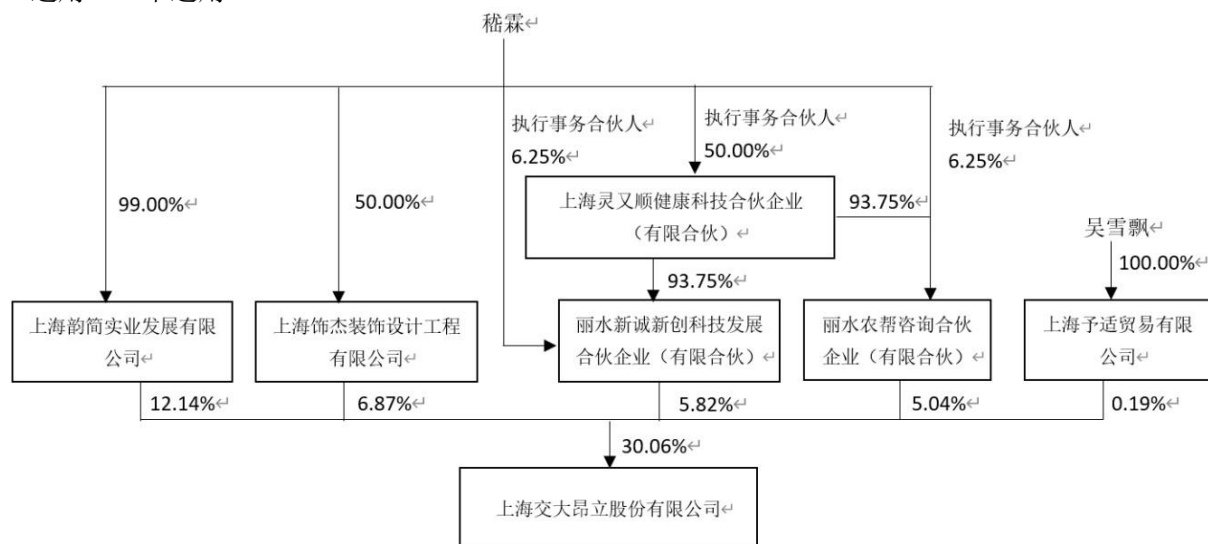 嵇霖↵
执行事务合伙人↵
6.25%↵
执行事务合伙人↵
50.00%↵
执行事务合伙人↵
6.25%↵
99.00%↵
50.00%↵
上海灵又顺健康科技合伙企业
（有限合伙）↵
93.75%↵
吴雪飘↵
93.75%↵
100.00%↵
上海韵简实业发展有限
公司↵
上海饰杰装饰设计工程
有限公司↵
丽水新诚新创科技发展
合伙企业（有限合伙）↵
丽水农帮咨询合伙
企业（有限合伙）↵
上海予适贸易有限
公司↵
12.14%↵
6.87%↵
5.82%↵
5.04%↵
0.19%↵
30.06%↵
上海交大昂立股份有限公司↵